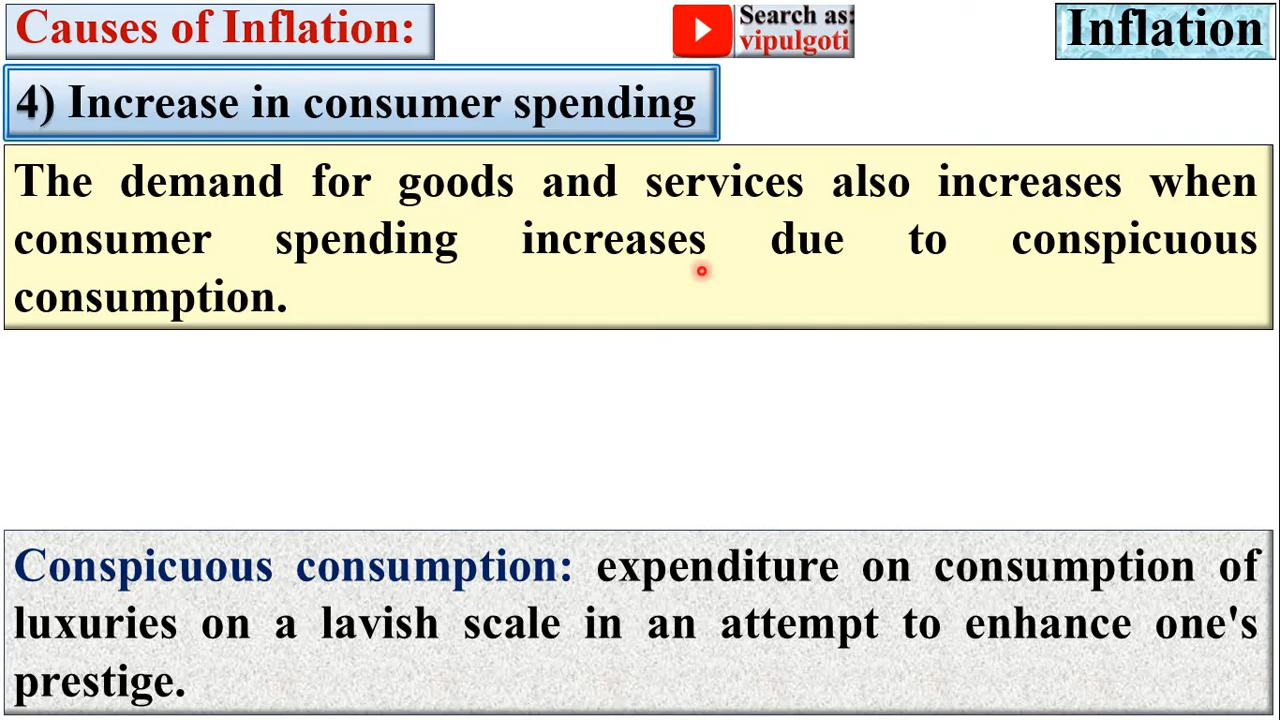 Causes of Inflation:
Search as:
vipulgoti
Inflation
4) Increase in consumer spending
The demand for goods and services also increases when
consumer spending increases due to conspicuous
consumption.
Conspicuous consumption: expenditure on consumption of
luxuries on a lavish scale in an attempt to enhance one's
prestige.